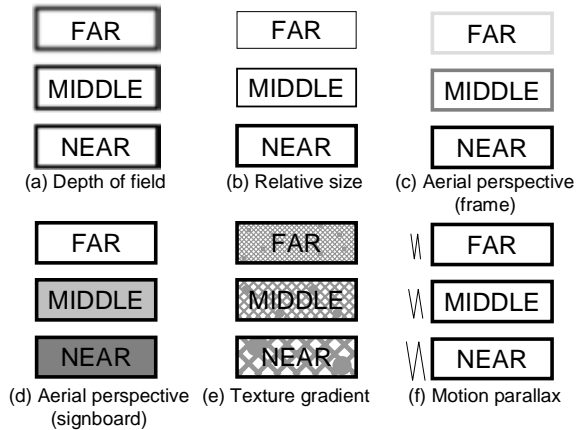 FAR
MIDDLE
NEAR
(a) Depth of field
FAR
MIDDLE
NEAR
(b) Relative size
FAR
MIDDLE
NEAR
(c) Aerial perspective
(frame)
FAR
MIDDLE
NEAR
(d) Aerial perspective
(signboard)
FAR
MIDDLE
NEAR
(e) Texture gradient
FAR
MIDDLE
NEAR
(f) Motion parallax